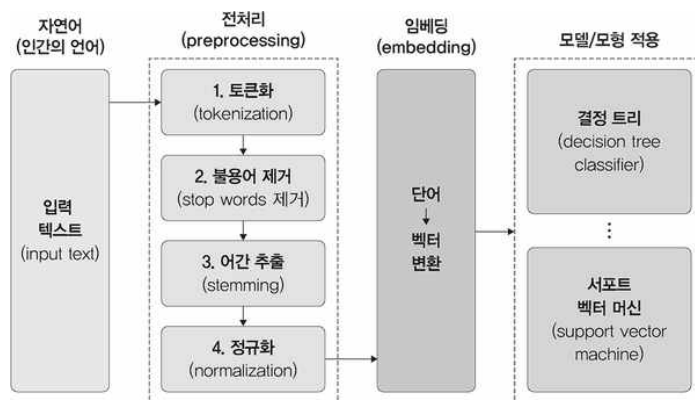 자연어
(인간의 언어)
입력
텍스트
(input text)
전처리
(preprocessing)
1. 토큰화
(tokenization)
2. 불용어 제거
(stop words 제거)
3. 어간 추출
(stemming)
4. 정규화
(normalization)
임베딩
(embedding)
단어
벡터
변환
모델/모형 적용
결정 트리
(decision tree
classifier)
⋮
서포트
벡터 머신
(support vector
machine)